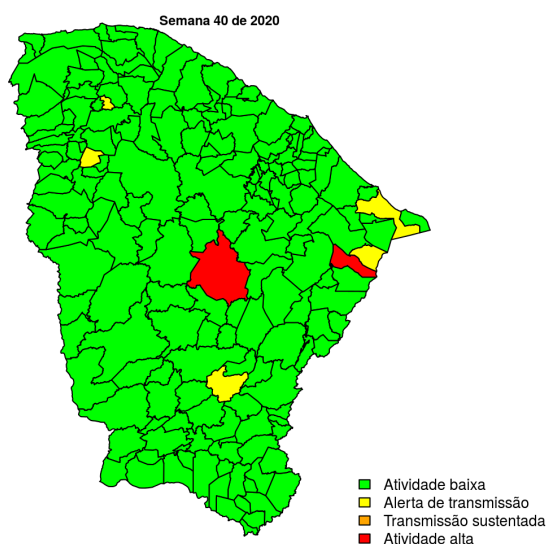 Semana 40 de 2020
Atividade baixa
Alerta de transmissão
Transmissão sustentada
Atividade alta